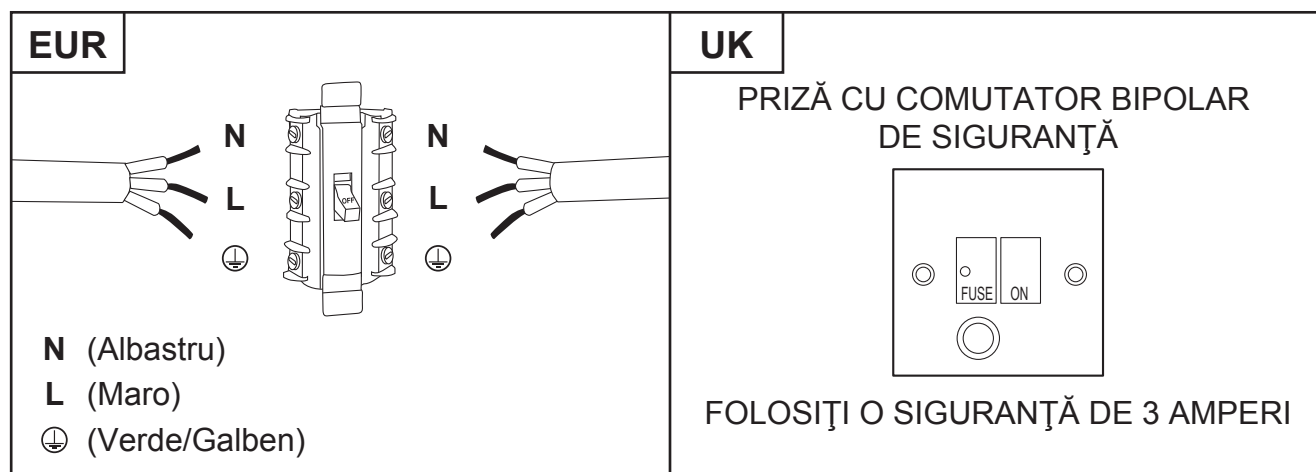 EUR
N
N
L
OFF
L
N (Albastru)
L (Maro)
(Verde/Galben)
UK
PRIZĂ CU COMUTATOR BIPOLAR
DE SIGURANŢĂ
FUSE ON
FOLOSIŢI O SIGURANŢĂ DE 3 AMPERI